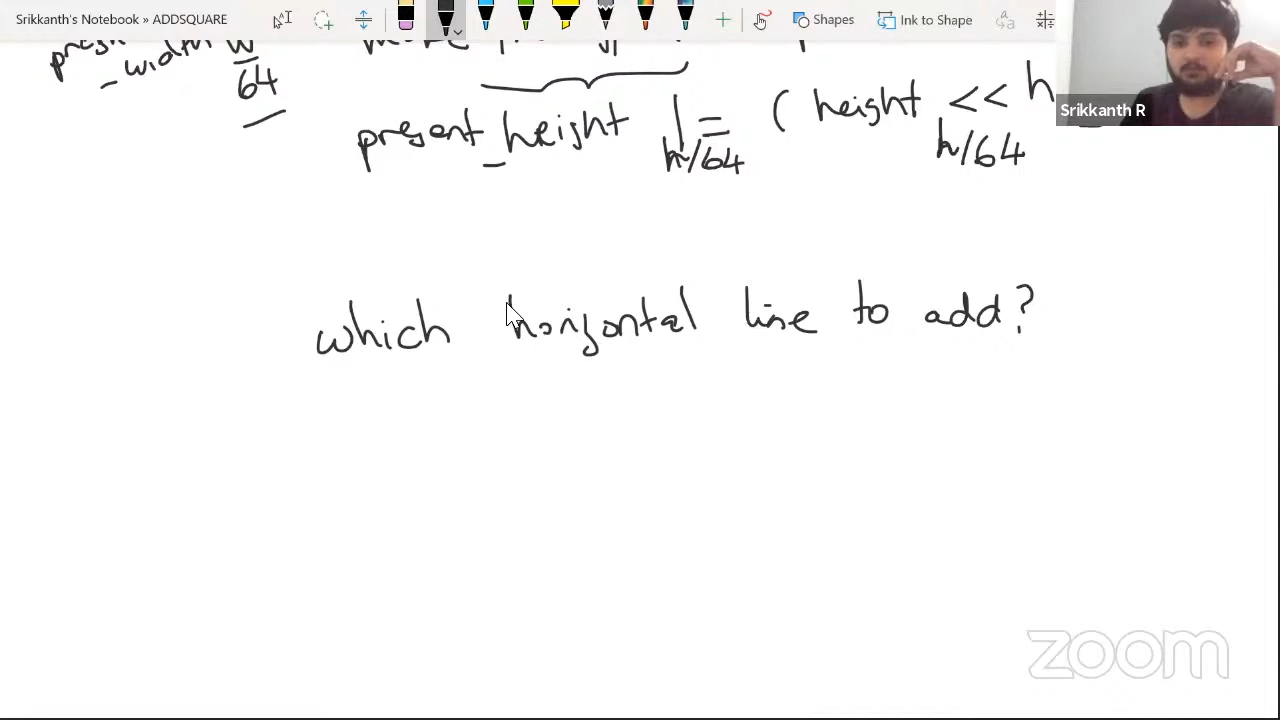 Srikkanth's Notebook » ADDSQUARE
Shapes
Ink to Shape
_width w
64
present_height |= (height << h
h/64 h/64
Srikkanth R
which horizontal line to add?
zoom